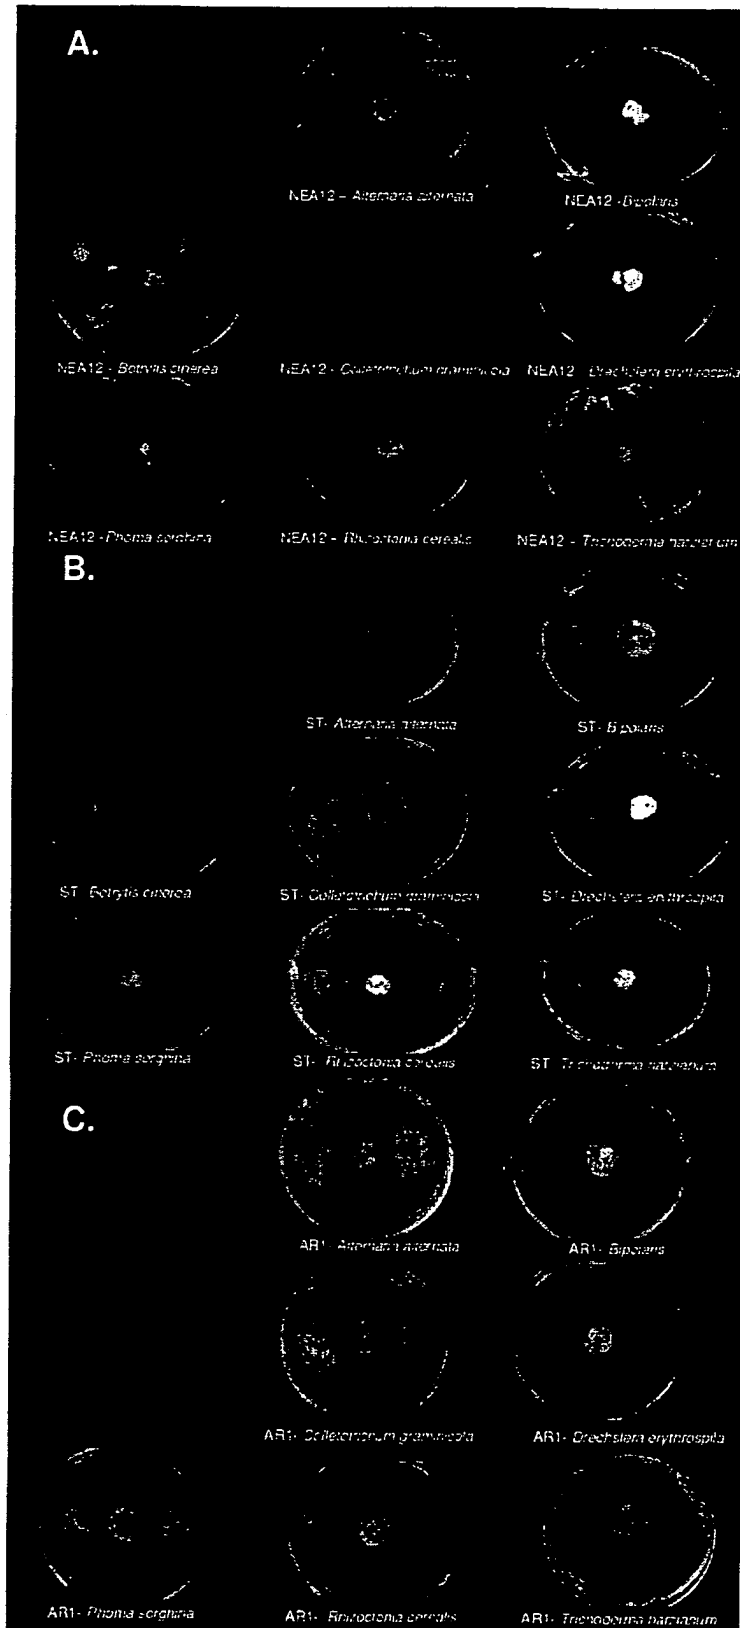 A.
NEA12 - Alternaria alternata
NEA12 - Bipolaris
NEA12 - Botrytis cinerea
NEA12 - Colletotrichum graminicola
NEA12 - Drechslera erythrospila
NEA12 - Phoma sorghina
NEA12 - Rhizoctonia cerealis
NEA12 - Trichoderma harzianum
B.
ST- Alternaria alternata
ST- Bipolaris
ST- Botrytis cinerea
ST- Colletotrichum graminicola
ST- Drechslera erythrospila
ST- Phoma sorghina
ST- Rhizoctonia cerealis
ST- Trichoderma harzianum
C.
AR1- Alternaria alternata
AR1- Bipolaris
AR1- Colletotrichum graminicola
AR1- Drechslera erythrospila
AR1- Phoma sorghina
AR1- Rhizoctonia cerealis
AR1- Trichoderma harzianum